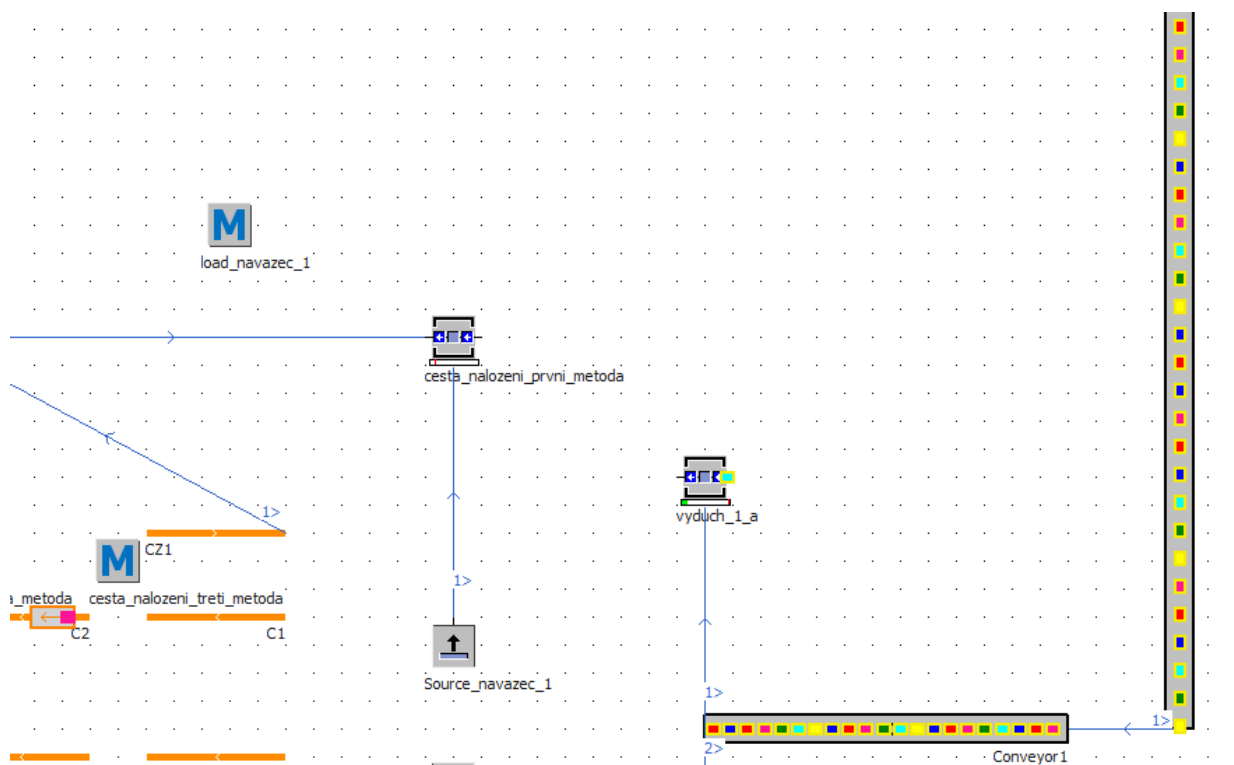 M
load_navazec_1
cesta_nalozeni_prvni_metoda
vyduch_1_a
1>
CZ1
M
a_metoda
cesta_nalozeni_treti_metoda
C2
C1
1>
Source_navazec_1
1>
1>
2>
Conveyor1